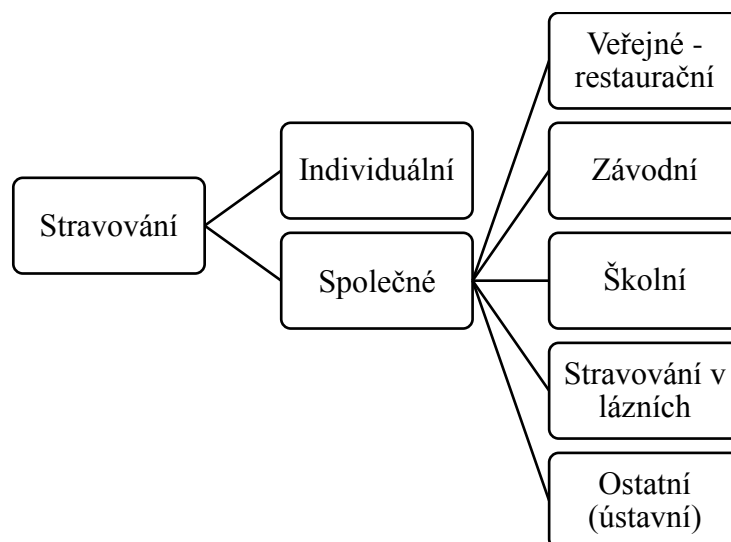 Stravování
Individuální
Společné
Veřejné -
restaurační
Závodní
Školní
Stravování v
lázních
Ostatní
(ústavní)